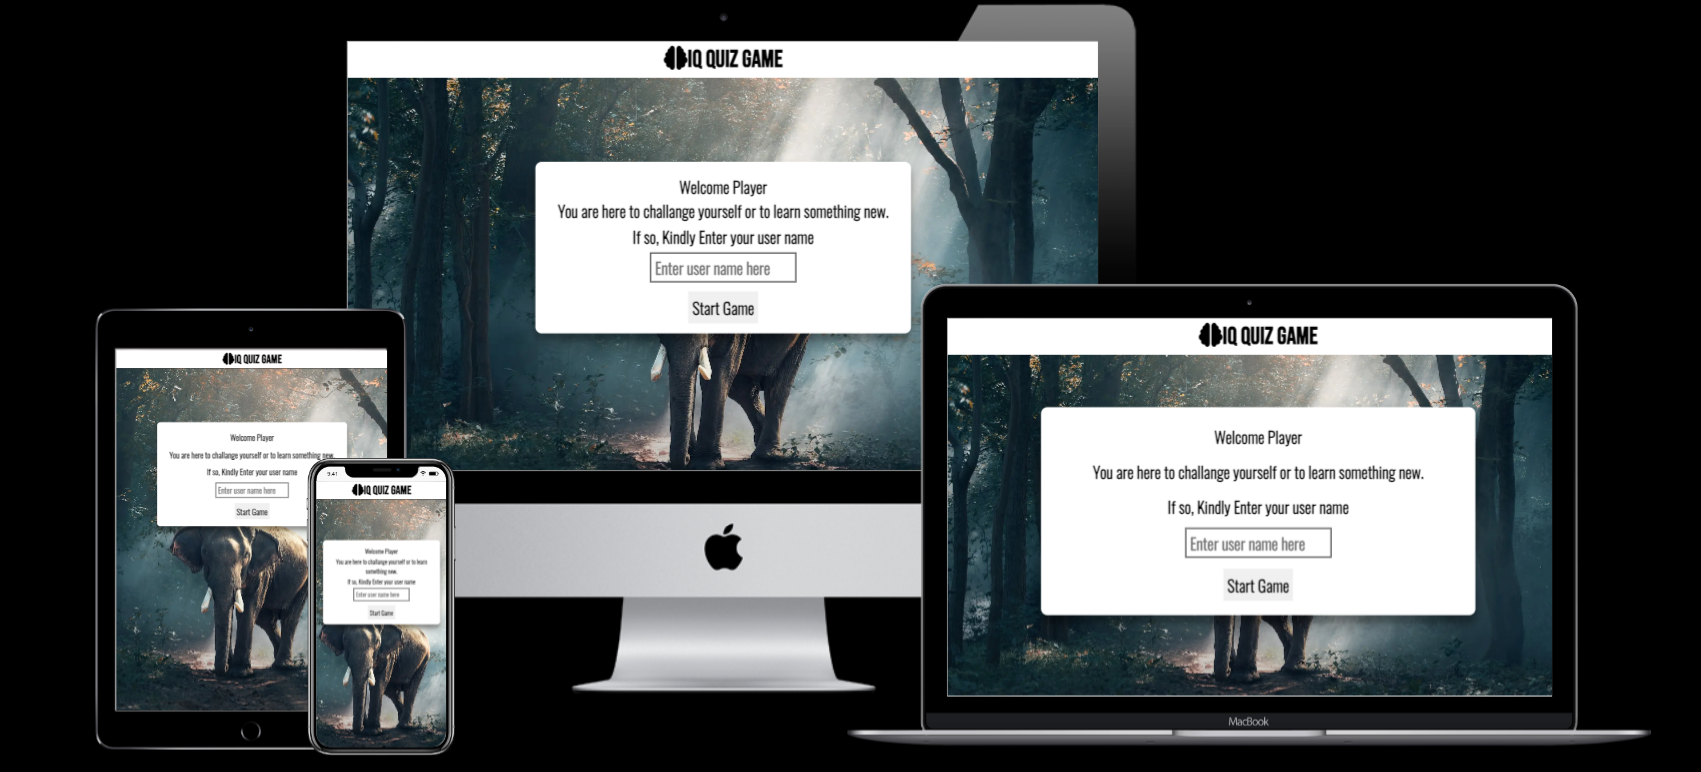 IQ QUIZ GAME
Welcome Player
You are here to challange yourself or to learn something new.
If so, Kindly Enter your user name
Enter user name here
Start Game
IQ QUIZ GAME
Welcome Player
You are here to challange yourself or to learn something new.
If so, Kindly Enter your user name
Enter user name here
Start Game
IQ QUIZ GAME
Welcome Player
You are here to challange yourself or to learn
something new.
If so, Kindly Enter your user name
Enter user name here
Start Game
IQ QUIZ GAME
Welcome Player
You are here to challange yourself or to learn something new.
If so, Kindly Enter your user name
Enter user name here
Start Game
MacBook